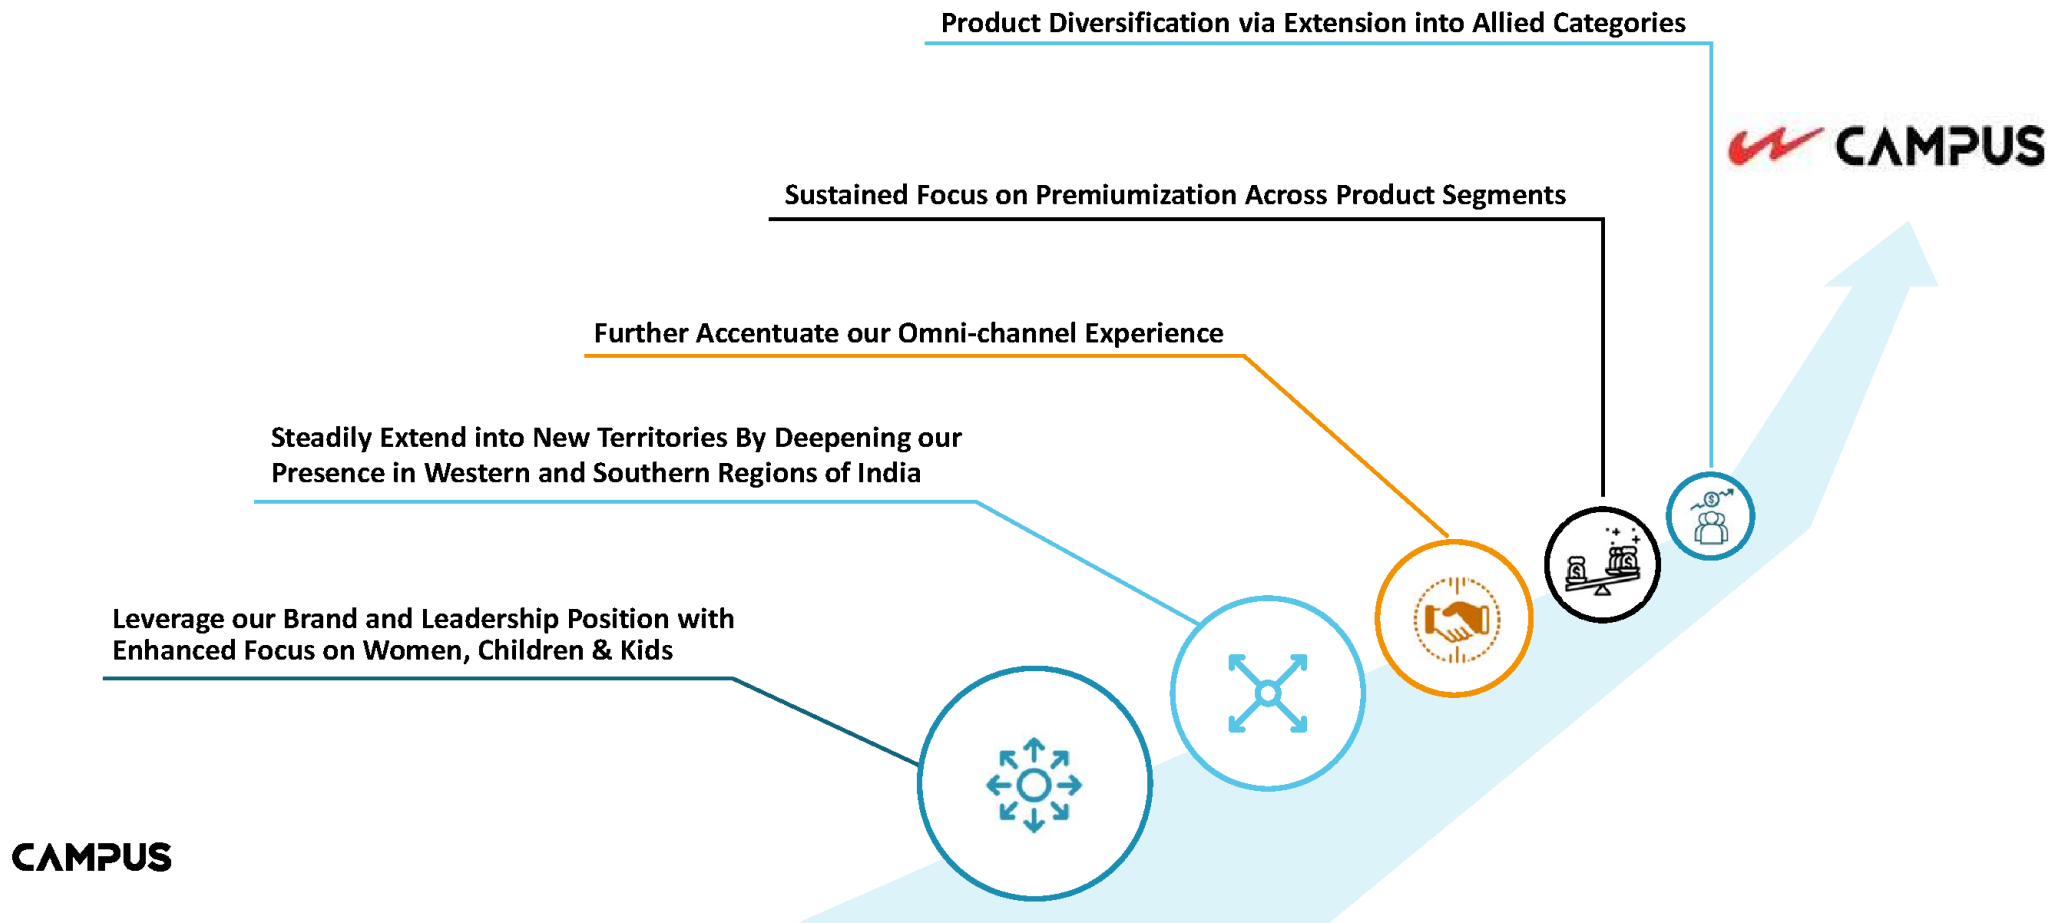 Product Diversification via Extension into Allied Categories
CAMPUS
Sustained Focus on Premiumization Across Product Segments
Further Accentuate our Omni-channel Experience
Steadily Extend into New Territories By Deepening our
Presence in Western and Southern Regions of India
Leverage our Brand and Leadership Position with
Enhanced Focus on Women, Children & Kids
CAMPUS